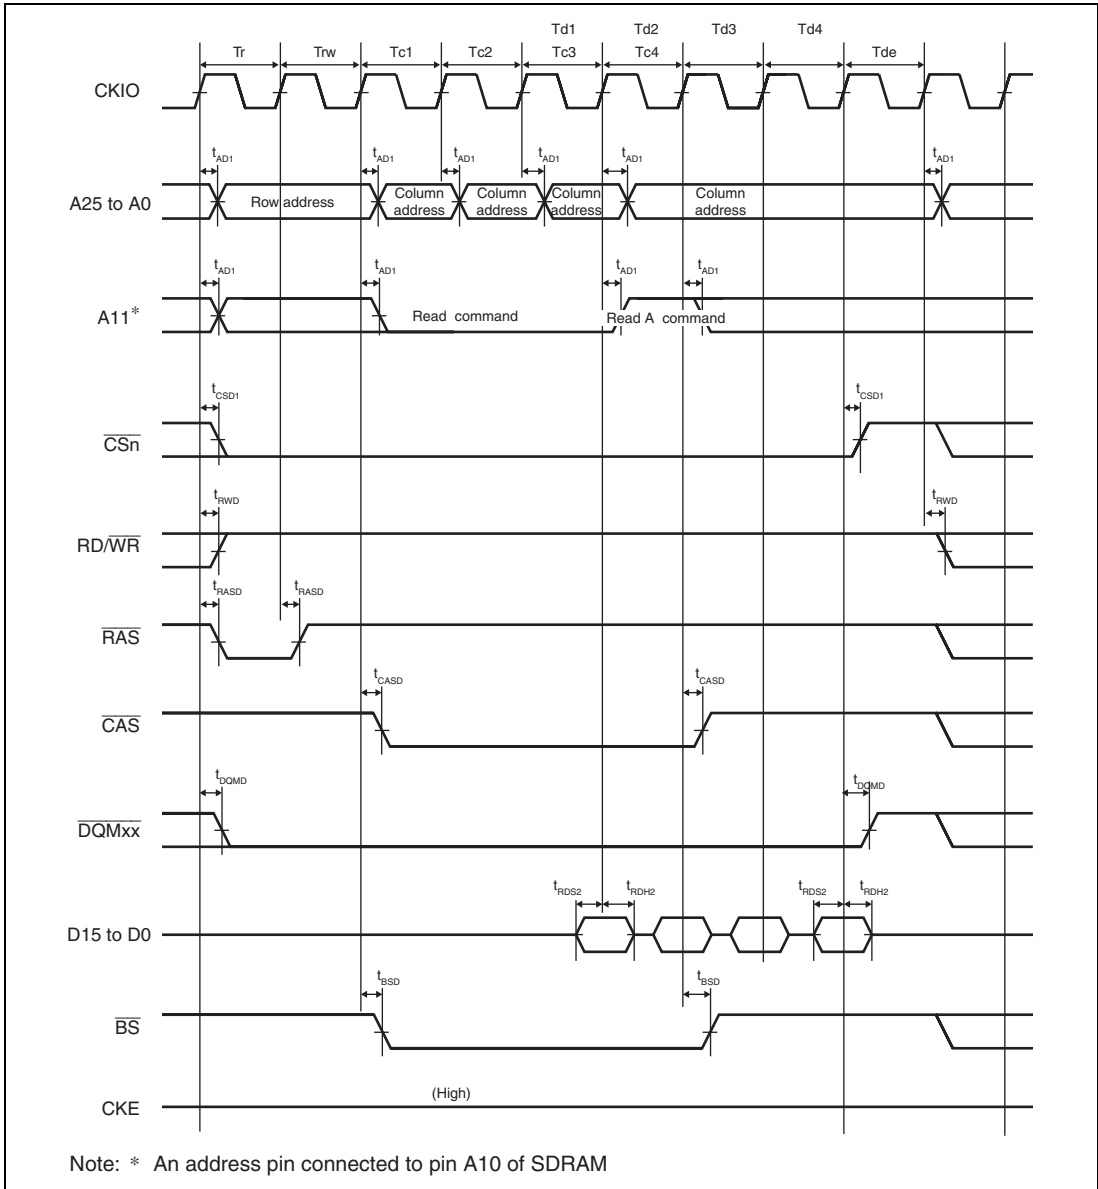 Td1 Td2 Td3 Td4
Tr Trw Tc1 Tc2 Tc3 Tc4 Tde
CKIO
tAD1 tAD1 tAD1 tAD1 tAD1 tAD1
A25 to A0 Row address Column address Column address Column address Column address
tAD1 tAD1 tAD1 tAD1
A11* Read command Read A command
tCSD1 tCSD1
CSn
tRWD tRWD
RD/WR
tRASD tRASD
RAS
tCASD tCASD
CAS
tDQMD tDQMD
DQMxx
tRDS2 tRDH2 tRDS2 tRDH2
D15 to D0
tBSD tBSD
BS
(High)
CKE
Note: * An address pin connected to pin A10 of SDRAM